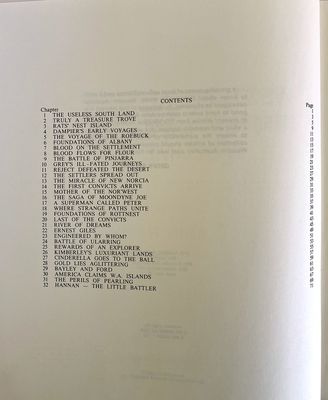 CONTENTS
Chapter Page
1 THE USELESS SOUTH LAND 1
2 TRULY A TREASURE TROVE 3
3 RATS' NEST ISLAND 5
4 DAMPIER'S EARLY VOYAGES
5 THE VOYAGE OF THE ROEBUCK
6 FOUNDATIONS OF ALBANY
7 BLOOD ON THE SETTLEMENT
8 BLOOD FLOWS FOR FLOUR
9 THE BATTLE OF PINJARRA
10 GREY'S ILL-FATED JOURNEYS
11 REJECT DEFEATED THE DESERT
12 THE SETTLERS SPREAD OUT
13 THE MIRACLE OF NEW NORCIA
14 THE FIRST CONVICTS ARRIVE
15 MOTHER OF THE NORWEST
16 THE SAGA OF MOONDYNE JOE
17 A SUPERMAN CALLED PETER
18 WHERE STRANGE PATHS UNITE
19 FOUNDATIONS OF ROTTNEST
20 LAST OF THE CONVICTS
21 RIVER OF DREAMS
22 ERNEST GILES
23 ENGINEERED BY WHOM?
24 BATTLE OF ULARRING
25 REWARDS OF AN EXPLORER
26 KIMBERLEY'S LUXURIANT LANDS
27 CINDERELLA GOES TO THE BALL
28 GOLD LIES AGLITTERING
29 BAYLEY AND FORD
30 AMERICA CLAIMS W.A. ISLANDS
31 THE PERILS OF PEARLING
32 HANNAN — THE LITTLE BATTLER